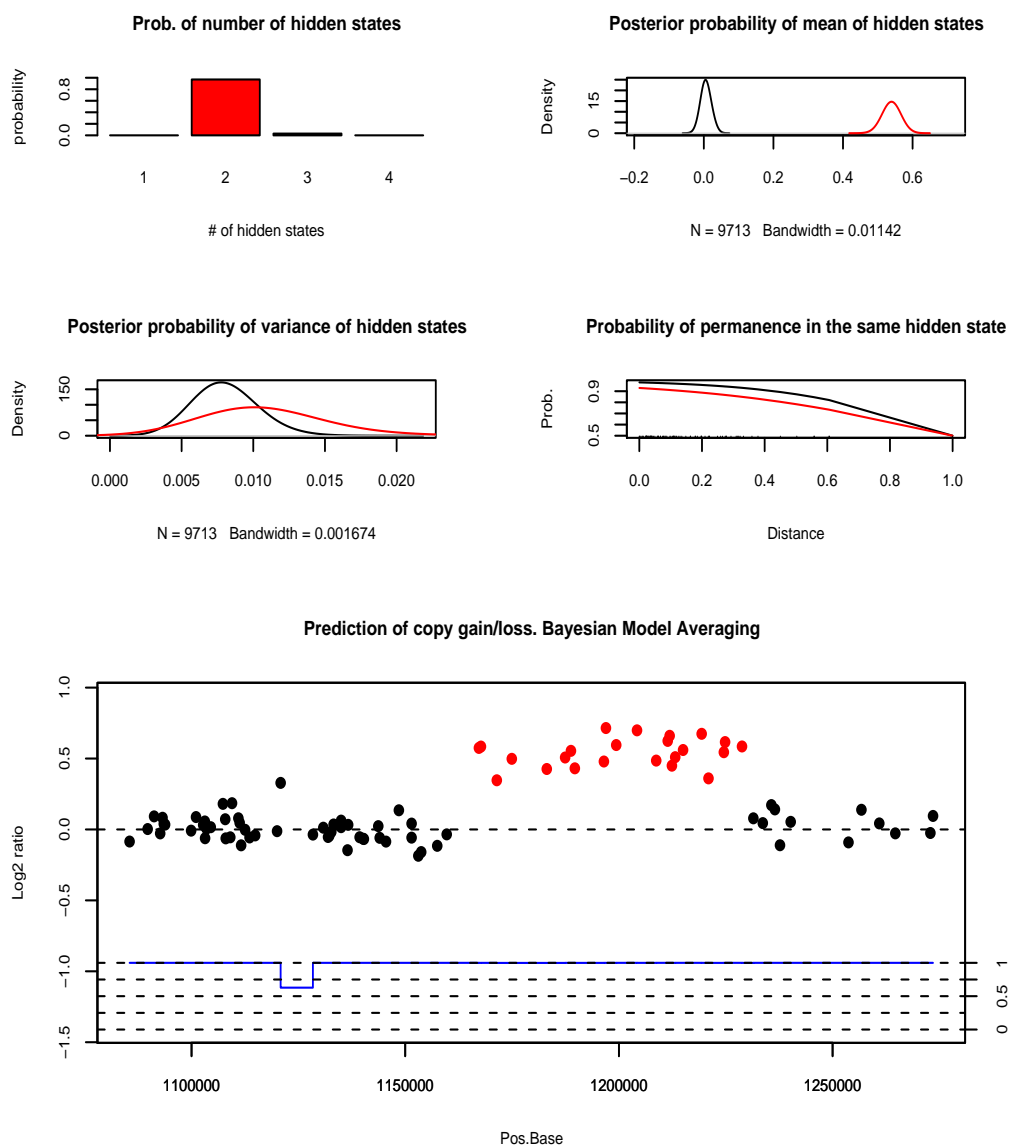 Prob. of number of hidden states
probability
0.0 0.8
1 2 3 4
# of hidden states
Posterior probability of mean of hidden states
Density
0 15
−0.2 0.0 0.2 0.4 0.6
N = 9713 Bandwidth = 0.01142
Posterior probability of variance of hidden states
Density
0 150
0.000 0.005 0.010 0.015 0.020
N = 9713 Bandwidth = 0.001674
Probability of permanence in the same hidden state
Prob.
0.5 0.9
0.0 0.2 0.4 0.6 0.8 1.0
Distance
Prediction of copy gain/loss. Bayesian Model Averaging
Log2 ratio
−1.5 −1.0 −0.5 0.0 0.5 1.0
0 0.5 1
1100000 1150000 1200000 1250000
Pos.Base